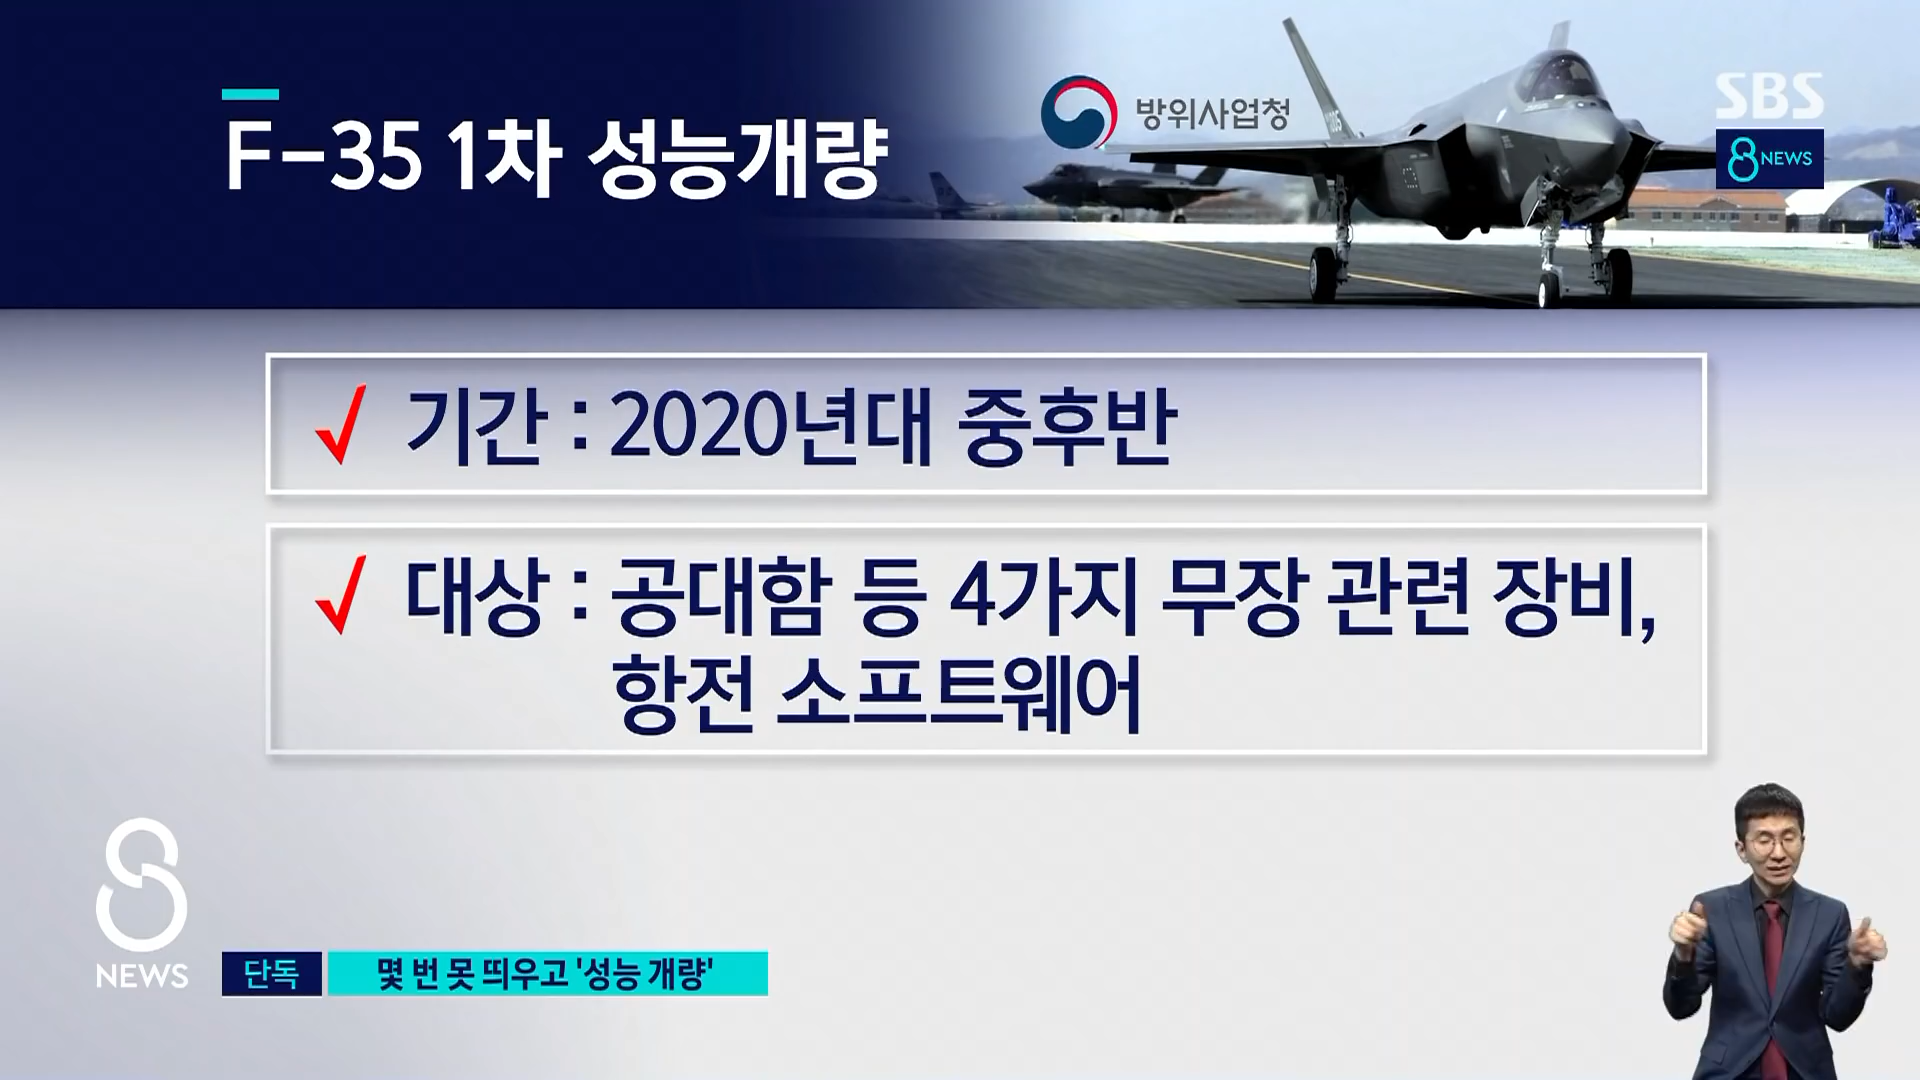 F-35 1차 성능개량
방위사업청
SBS
8 NEWS
✓ 기간 : 2020년대 중후반
✓ 대상 : 공대함 등 4가지 무장 관련 장비,
항전 소프트웨어
8
NEWS
단독 몇 번 못 띄우고 '성능 개량'